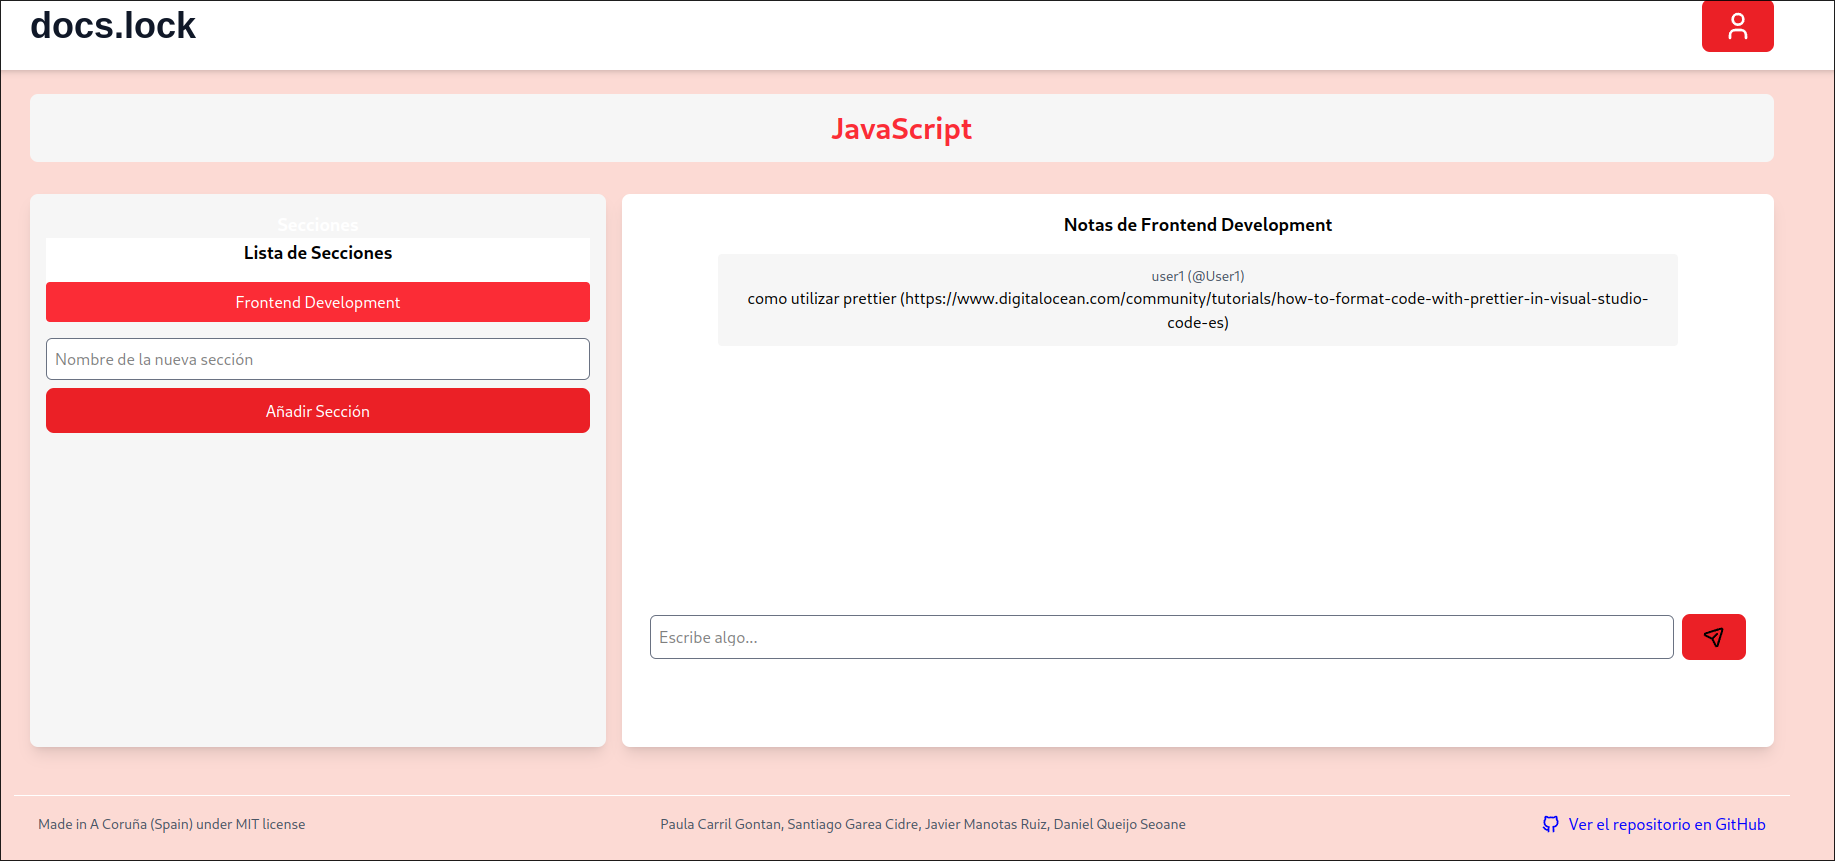 docs.lock
JavaScript
Secciones
Lista de Secciones
Frontend Development
Nombre de la nueva sección
Añadir Sección
Notas de Frontend Development
user1 (@User1)
como utilizar prettier (https://www.digitalocean.com/community/tutorials/how-to-format-code-with-prettier-in-visual-studio-
code-es)
Escribe algo...
Made in A Coruña (Spain) under MIT license
Paula Carril Gontan, Santiago Garea Cidre, Javier Manotas Ruiz, Daniel Queijo Seoane
Ver el repositorio en GitHub